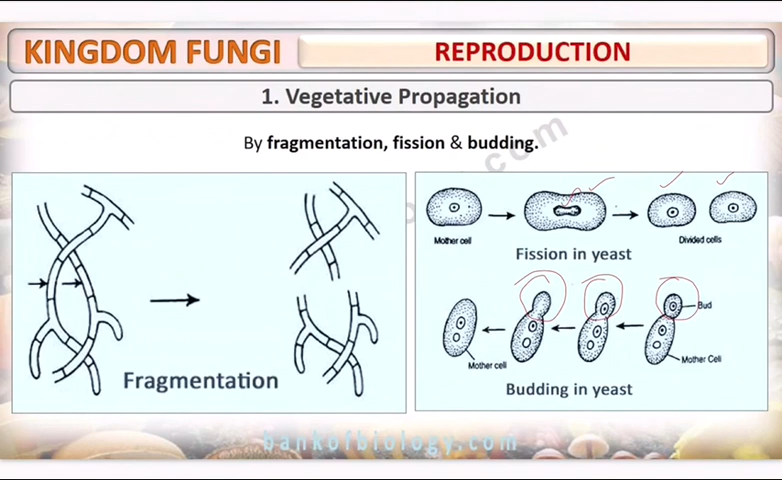 KINGDOM FUNGI
REPRODUCTION
1. Vegetative Propagation
By fragmentation, fission & budding.
Fragmentation
Mother cell
Divided cells
Fission in yeast
Bud
Mother cell
Mother Cell
Budding in yeast
bankofbiology.com